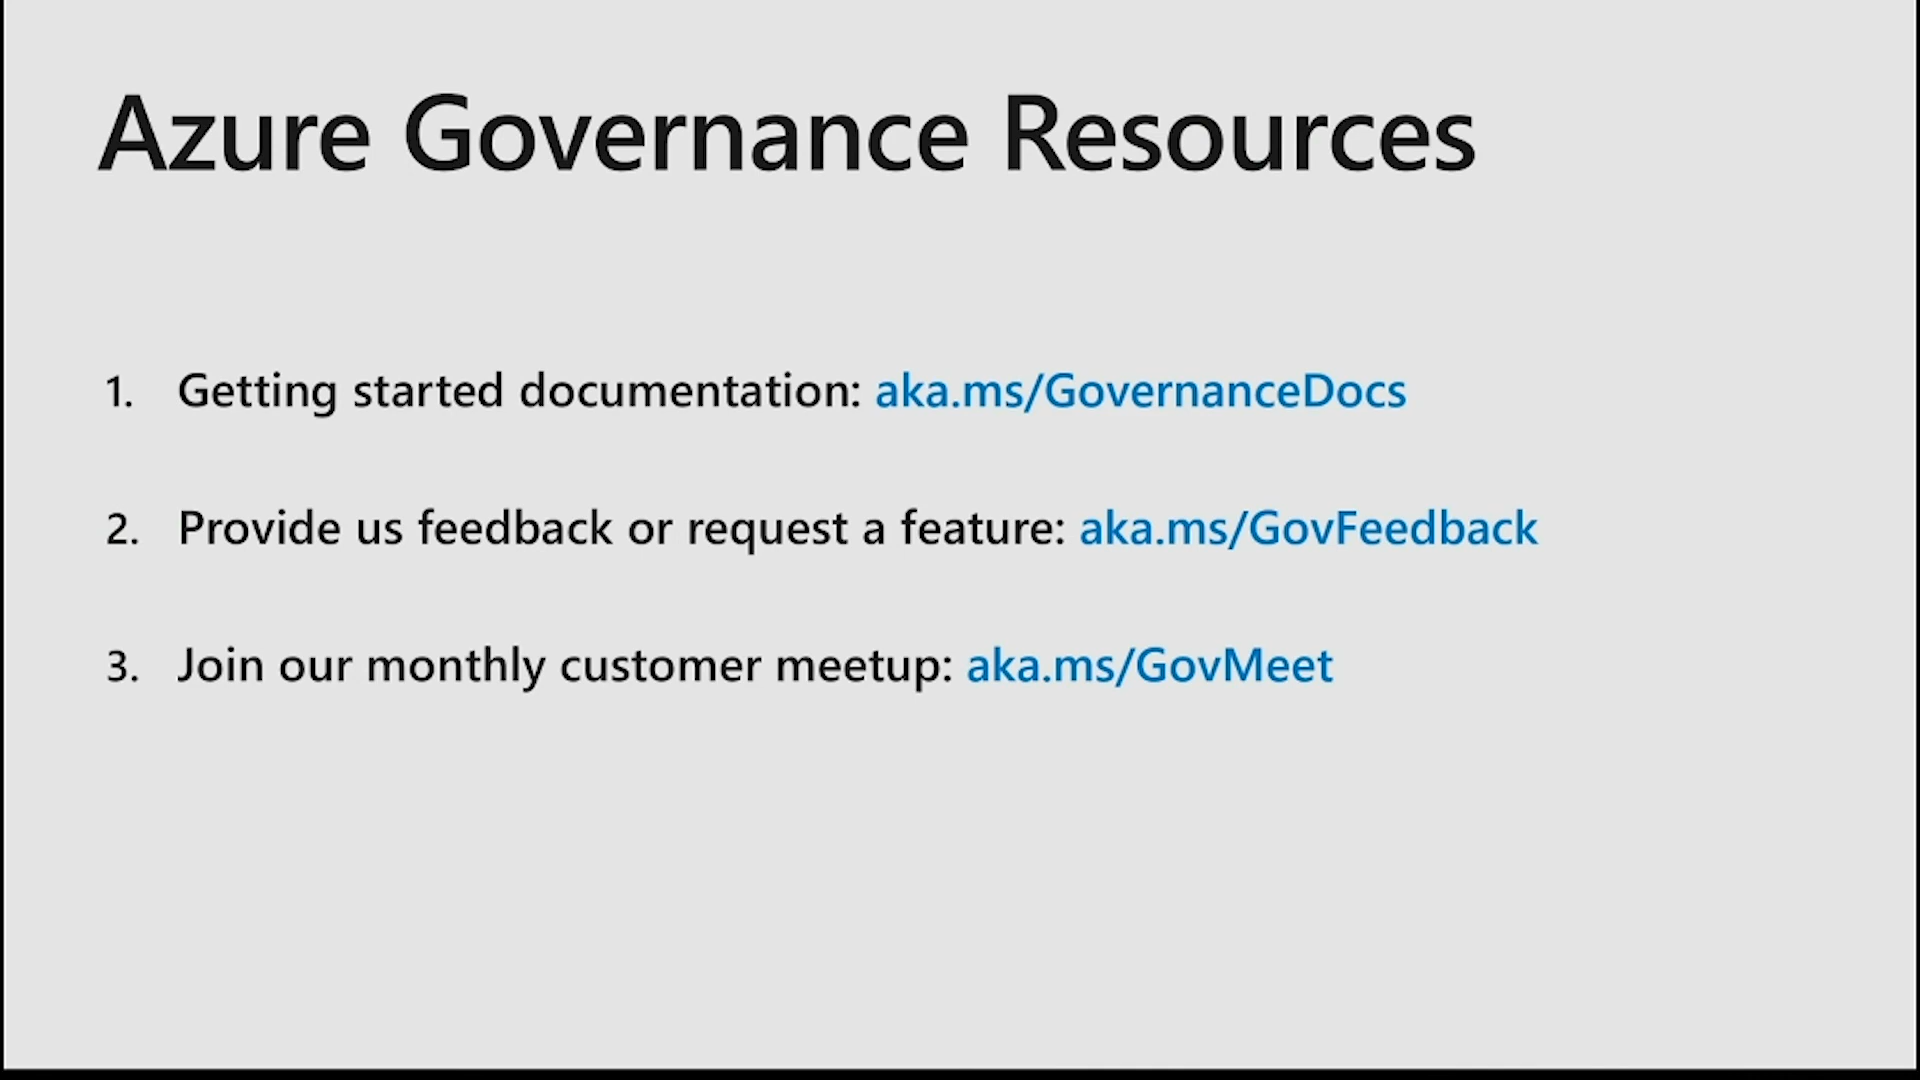 Azure Governance Resources
1. Getting started documentation: aka.ms/GovernanceDocs
2. Provide us feedback or request a feature: aka.ms/GovFeedback
3. Join our monthly customer meetup: aka.ms/GovMeet